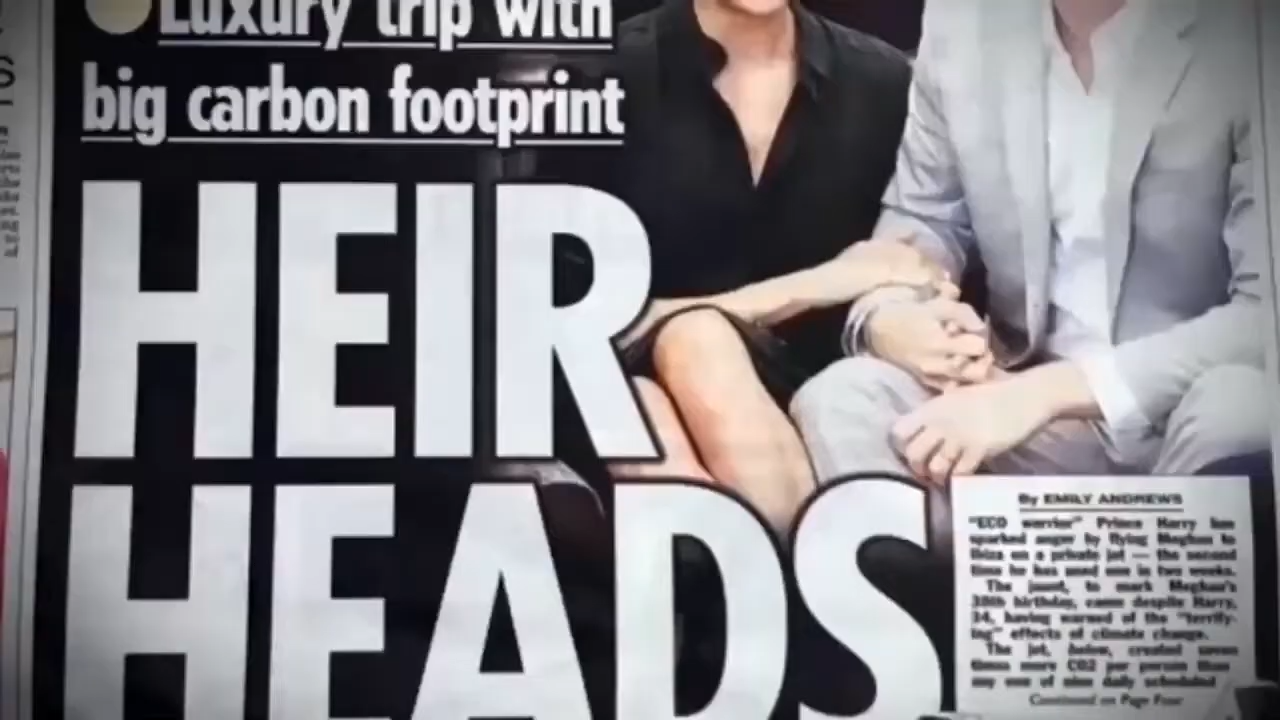 Luxury trip with
big carbon footprint
HEIR
HEADS
By EMILY ANDREWS
"ECO warrior" Prince Harry has
sparked anger by flying Meghan to
Ibiza on a private jet — the second
time he has used one in two weeks.
The jaunt, to mark Meghan's
38th birthday, came despite Harry,
34, having warned of the "terrify-
ing" effects of climate change.
The jet, below, created seven
times more CO2 per person than
any one of nine daily scheduled
Continued on Page Four